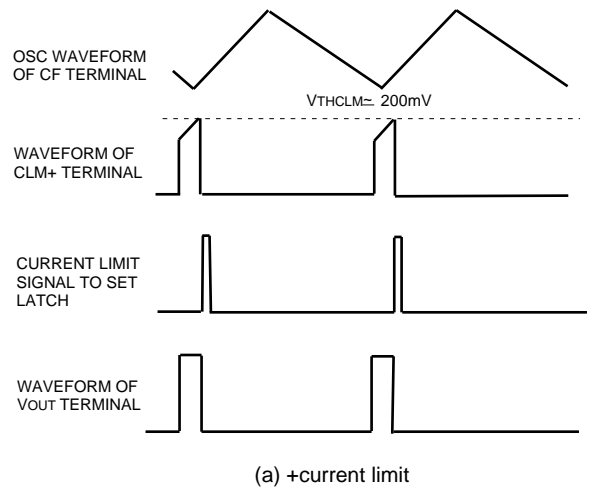 OSC WAVEFORM
OF CF TERMINAL
VTHCLM≃ 200mV
WAVEFORM OF
CLM+ TERMINAL
CURRENT LIMIT
SIGNAL TO SET
LATCH
WAVEFORM OF
VOUT TERMINAL
(a) +current limit